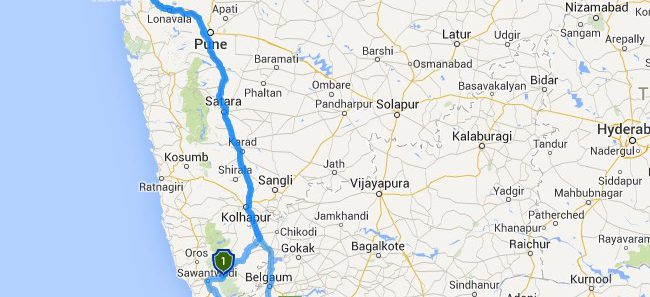 Nizamabad
Lonavala
Apati
Pune
Latur
Udgir
Sangam
Arepally
Baramati
Barshi
Osmanabad
Bidar
Basavakalyan
Ombare
Phaltan
Pandharpur
Solapur
T
Satara
Hyderab
Kalaburagi
Tandur
Nadergul
Karad
Kosumb
Shirala
Jath
Siddapur
Ratnagiri
Sangli
Vijayapura
Yadgir
Mahbubnagar
Kolhapur
Jamkhandi
Khanapur
Patherched
Chikodi
Raichur
Rayavaram
Oros
Gokak
Bagalkote
1
Sawantwadi
Belgaum
Sindhanur
Kurnool
Nandi